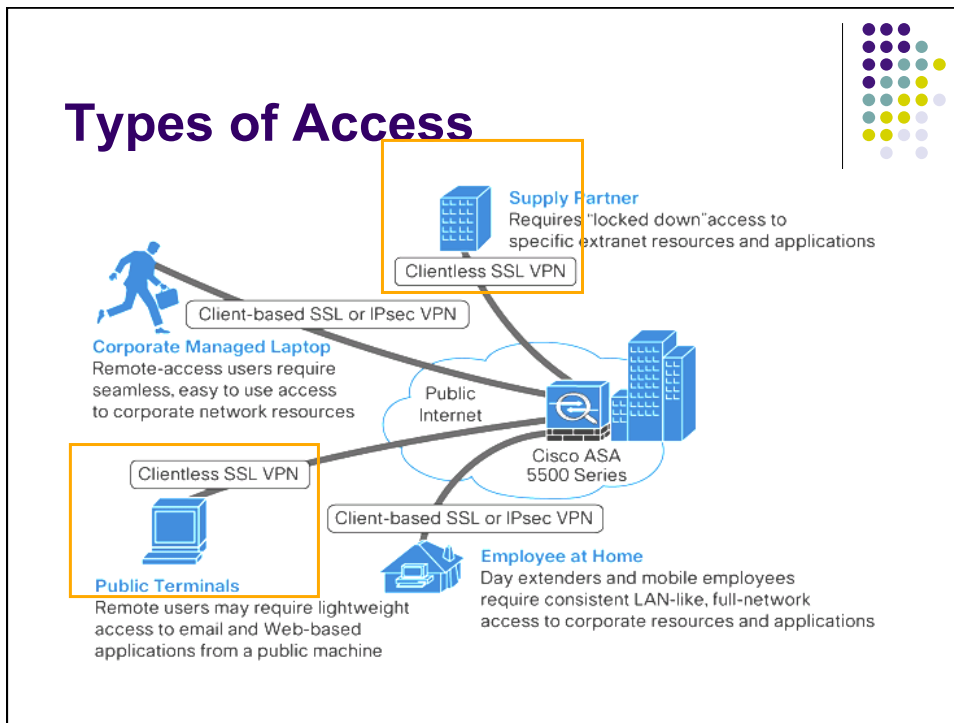 Types of Access
Supply Partner
Requires "locked down"access to
specific extranet resources and applications
Clientless SSL VPN
Client-based SSL or IPsec VPN
Corporate Managed Laptop
Remote-access users require
seamless, easy to use access
to corporate network resources
Public
Internet
Cisco ASA
5500 Series
Clientless SSL VPN
Public Terminals
Remote users may require lightweight
access to email and Web-based
applications from a public machine
Client-based SSL or IPsec VPN
Employee at Home
Day extenders and mobile employees
require consistent LAN-like, full-network
access to corporate resources and applications